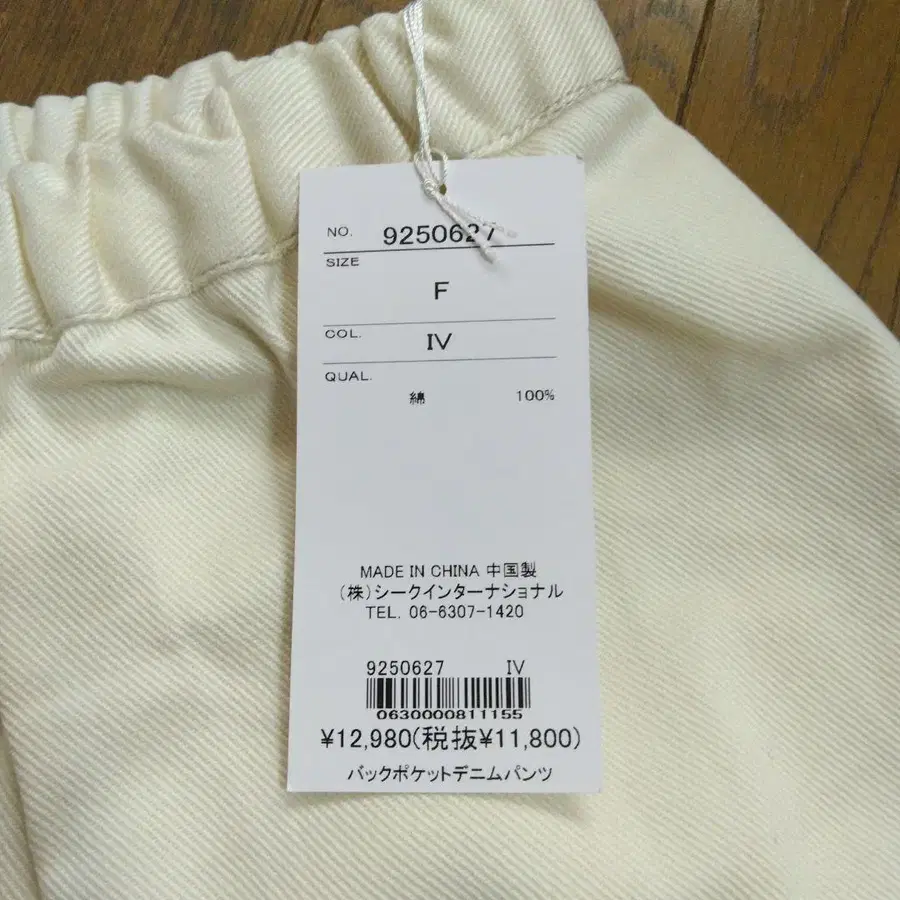 NO. 9250627
SIZE
F
COL.
IV
QUAL.
綿 100%
MADE IN CHINA 中国製
(株)シークインターナショナル
TEL. 06-6307-1420
9250627 IV
0630000811155
¥12,980(税抜¥11,800)
バックポケットデニムパンツ